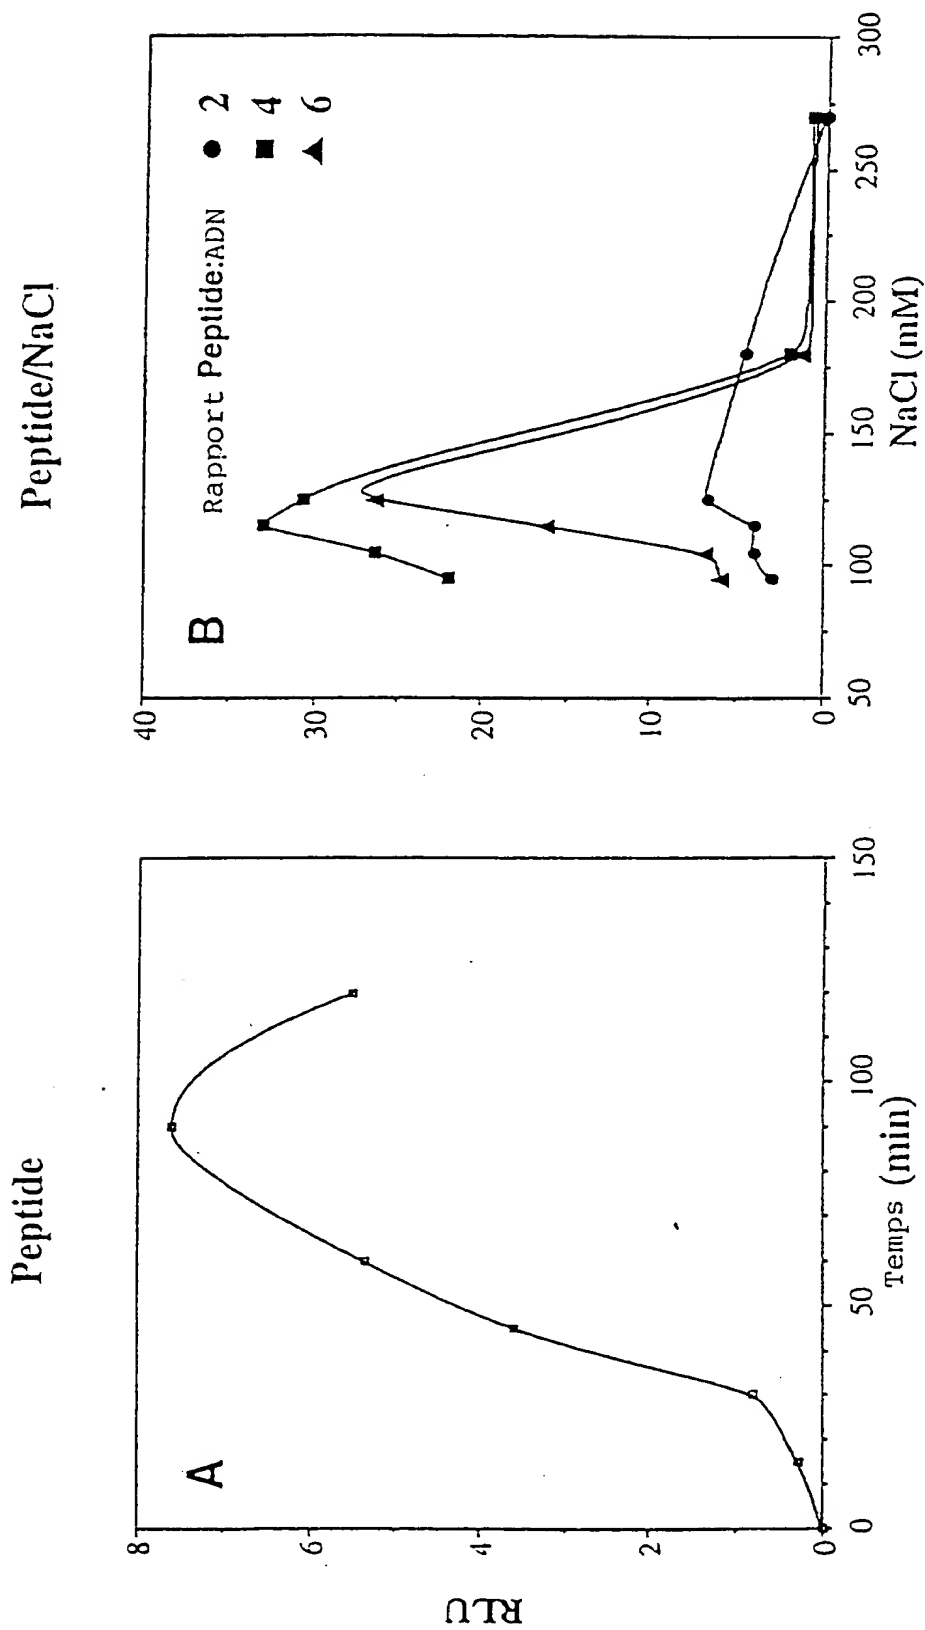 Peptide
A
RLU
8
6
4
2
0
0
50
100
150
Temps (min)
Peptide/NaCl
B
Rapport Peptide:ADN
● 2
■ 4
▲ 6
40
30
20
10
0
50
100
150
200
250
300
NaCl (mM)